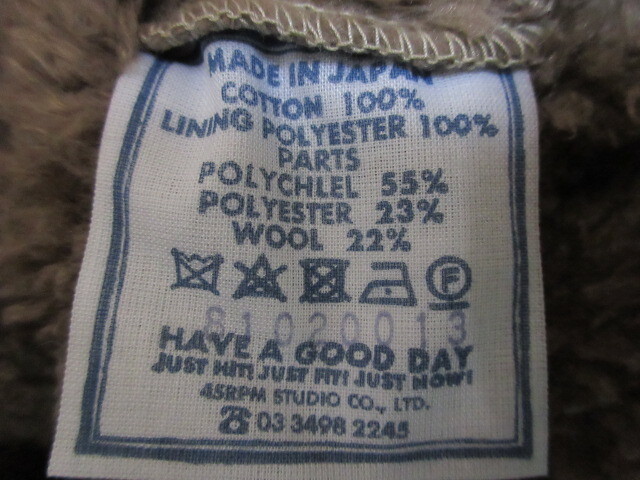 MADE IN JAPAN
COTTON 100%
LINING POLYESTER 100%
PARTS
POLYCHLEL 55%
POLYESTER 23%
WOOL 22%
F
81020013
HAVE A GOOD DAY
JUST HIT! JUST FIT! JUST NOW!
45RPM STUDIO CO., LTD.
☎ 03 3498 2245